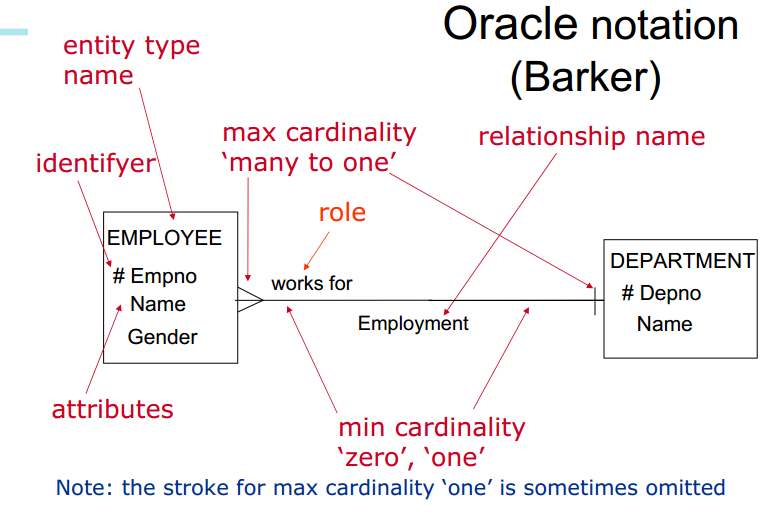 Oracle notation
(Barker)
entity type
name
max cardinality
‘many to one’
relationship name
identifyer
role
EMPLOYEE
# Empno
Name
Gender
works for
Employment
DEPARTMENT
# Depno
Name
attributes
min cardinality
‘zero’, ‘one’
Note: the stroke for max cardinality ‘one’ is sometimes omitted